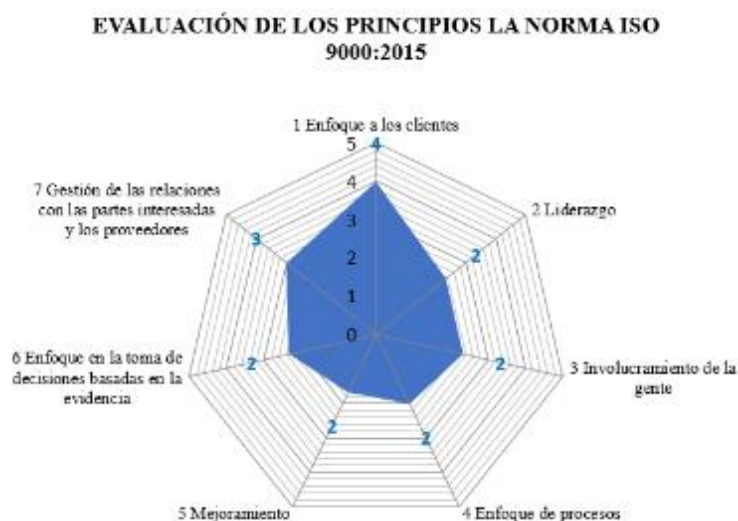 EVALUACIÓN DE LOS PRINCIPIOS LA NORMA ISO
9000:2015
1 Enfoque a los clientes
5
4
4
7 Gestión de las relaciones
con las partes interesadas
y los proveedores
2 Liderazgo
3
3
2
2
1
0
6 Enfoque en la toma de
decisiones basadas en la
evidencia
2
2
3 Involucramiento de la
gente
2
2
5 Mejoramiento
4 Enfoque de procesos